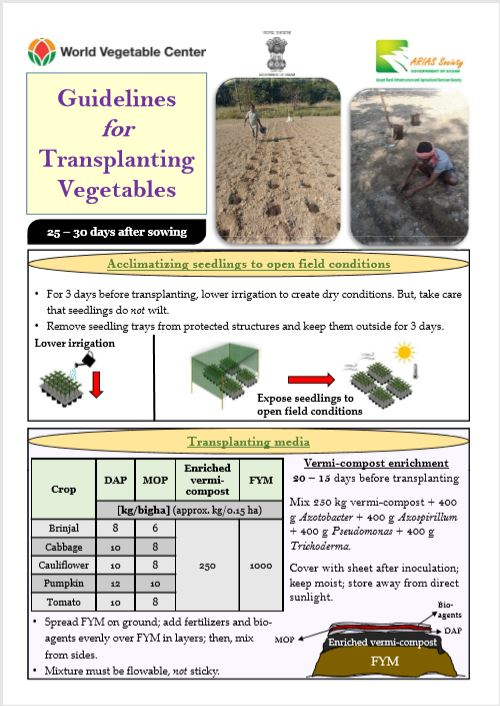 World Vegetable Center
ARIAS Society
Guidelines
for
Transplanting
Vegetables
25 – 30 days after sowing
Acclimatizing seedlings to open field conditions
• For 3 days before transplanting, lower irrigation to create dry conditions. But, take care
that seedlings do not wilt.
• Remove seedling trays from protected structures and keep them outside for 3 days.
Lower irrigation
Expose seedlings to
open field conditions
Transplanting media
Crop DAP MOP Enriched vermi-compost FYM
[kg/bigha] (approx. kg/0.15 ha)
Brinjal 8 6
Cabbage 10 8
Cauliflower 10 8 250 1000
Pumpkin 12 10
Tomato 10 8
Vermi-compost enrichment
20 – 15 days before transplanting
Mix 250 kg vermi-compost + 400
g Axotobacter + 400 g Axospirillum
+ 400 g Pseudomonas + 400 g
Trichoderma.
Cover with sheet after inoculation;
keep moist; store away from direct
sunlight.
• Spread FYM on ground; add fertilizers and bio-
agents evenly over FYM in layers; then, mix
from sides.
• Mixture must be flowable, not sticky.
Bio-
agents
DAP
MOP
Enriched vermi-compost
FYM